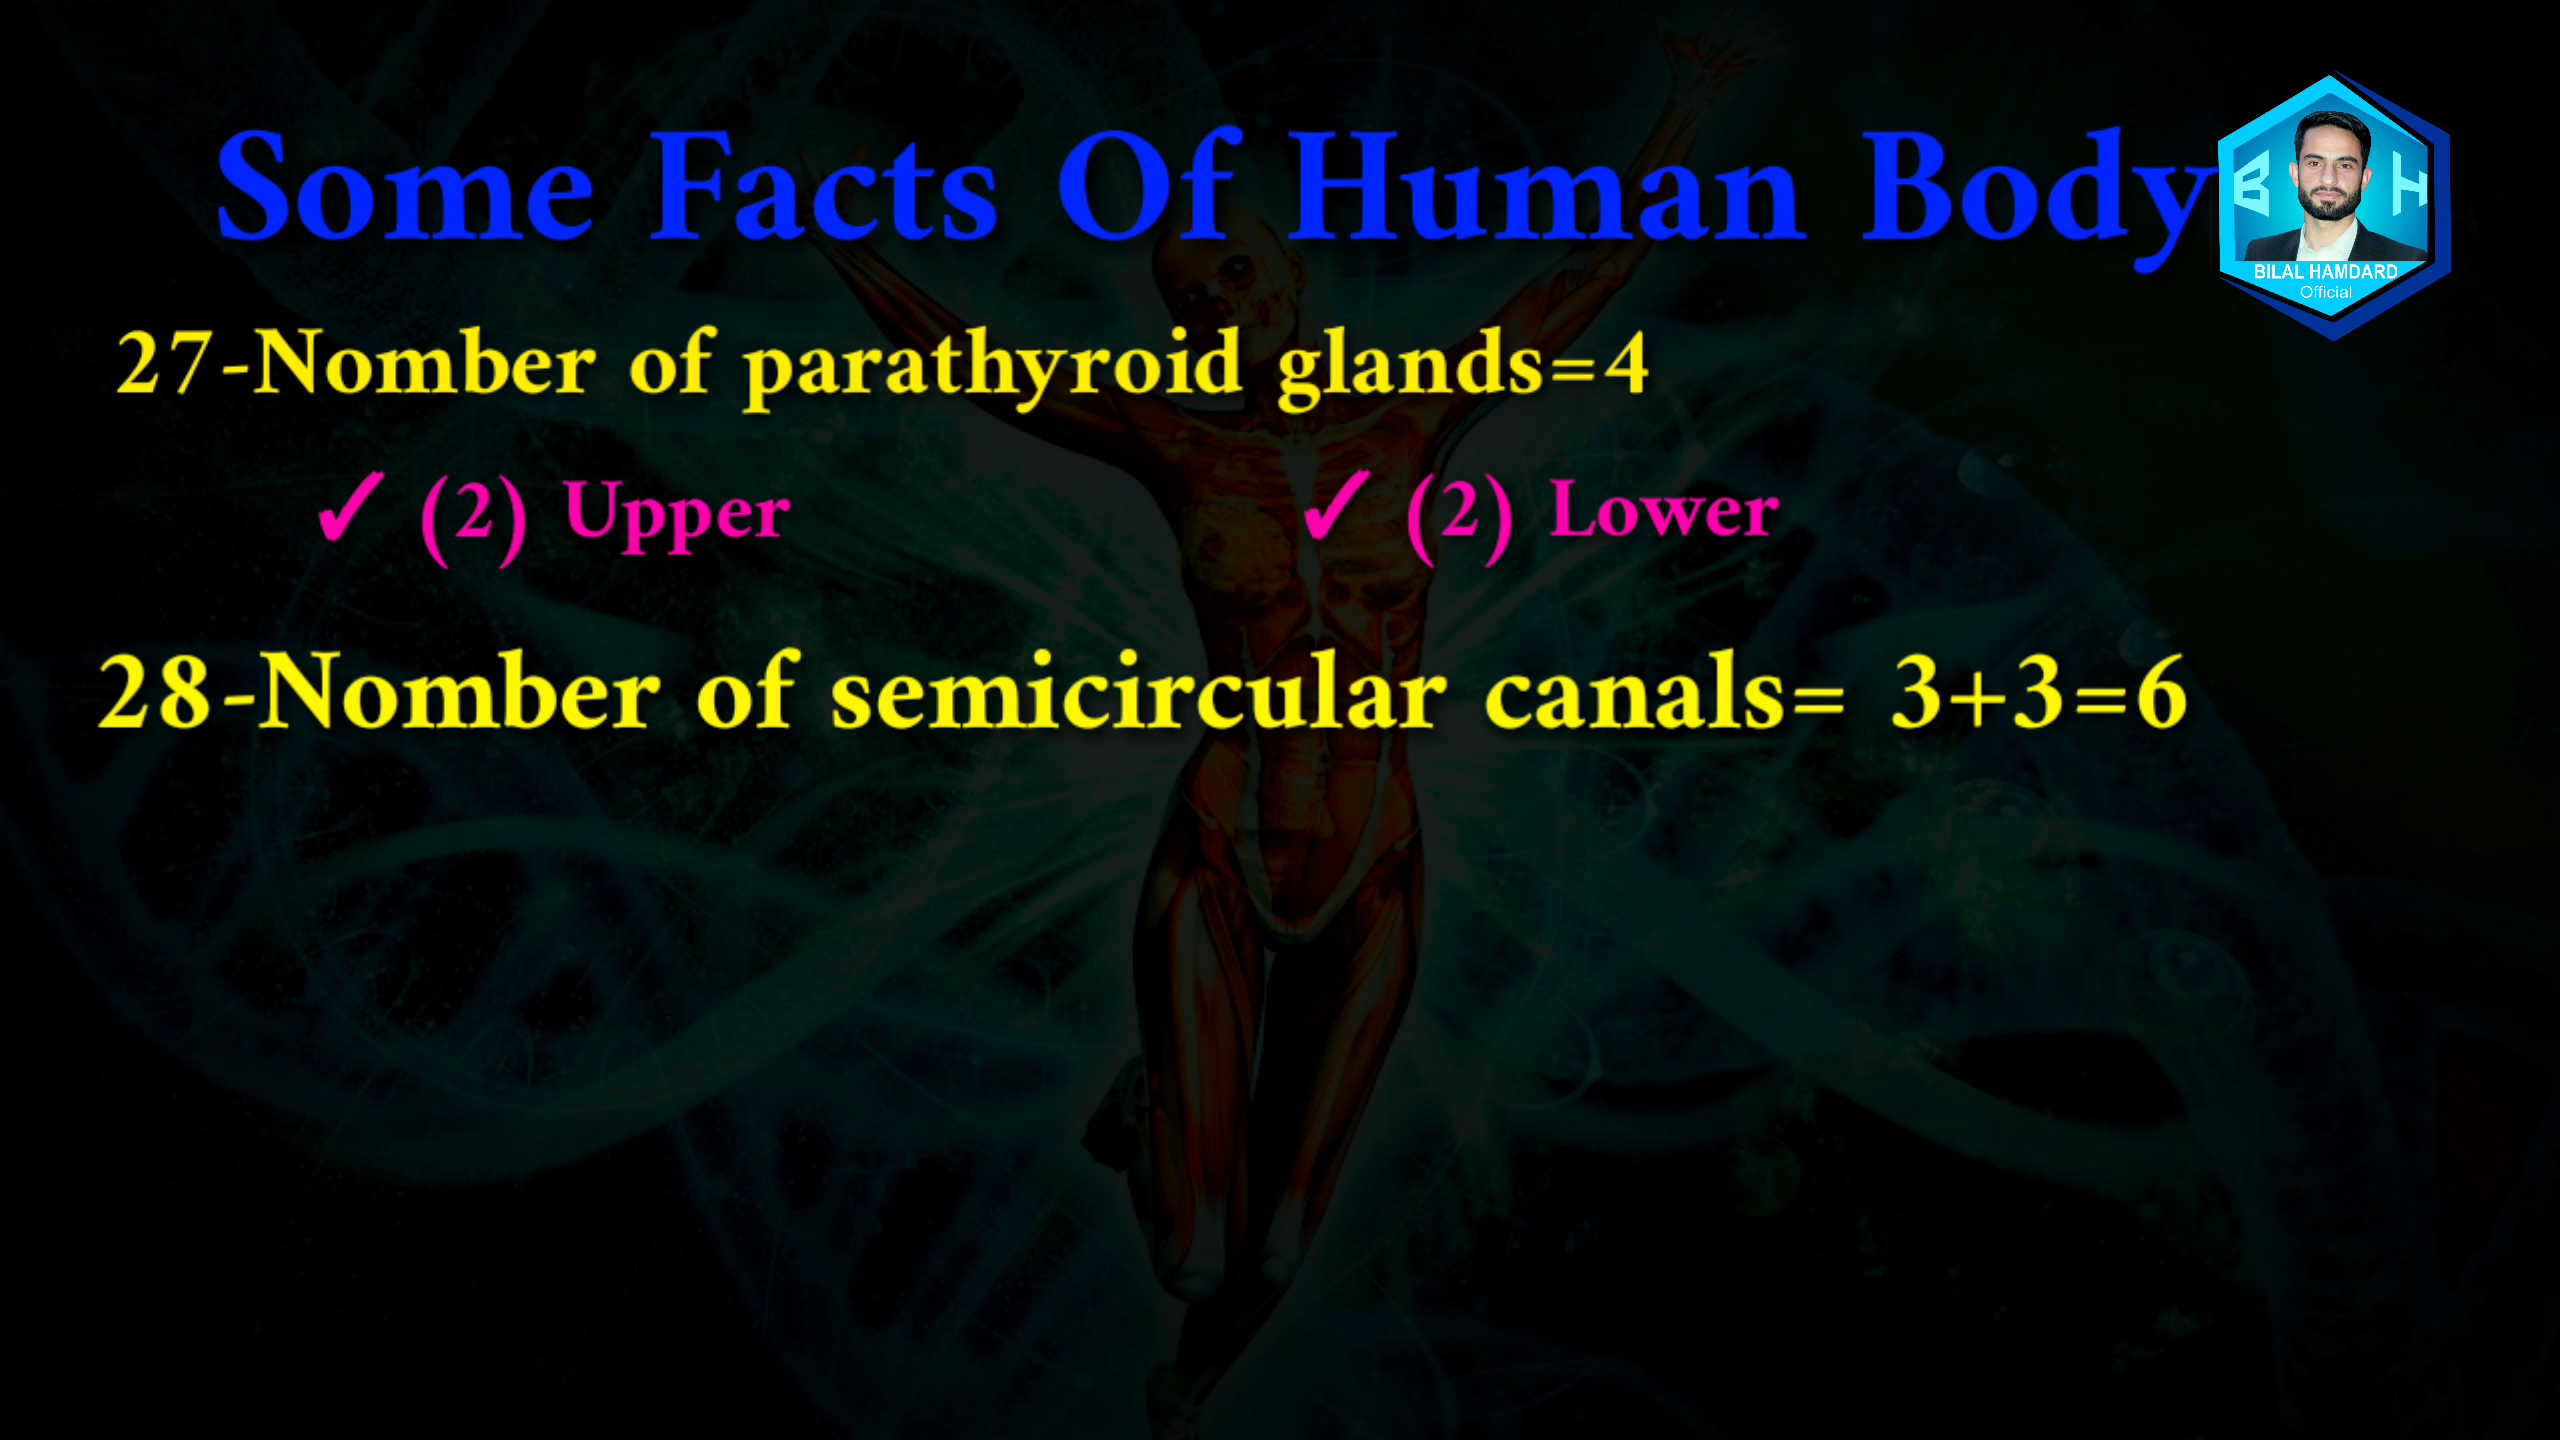 Some Facts Of Human Body
B H
BILAL HAMDARD
Official
27-Nomber of parathyroid glands=4
✓ (2) Upper ✓ (2) Lower
28-Nomber of semicircular canals= 3+3=6